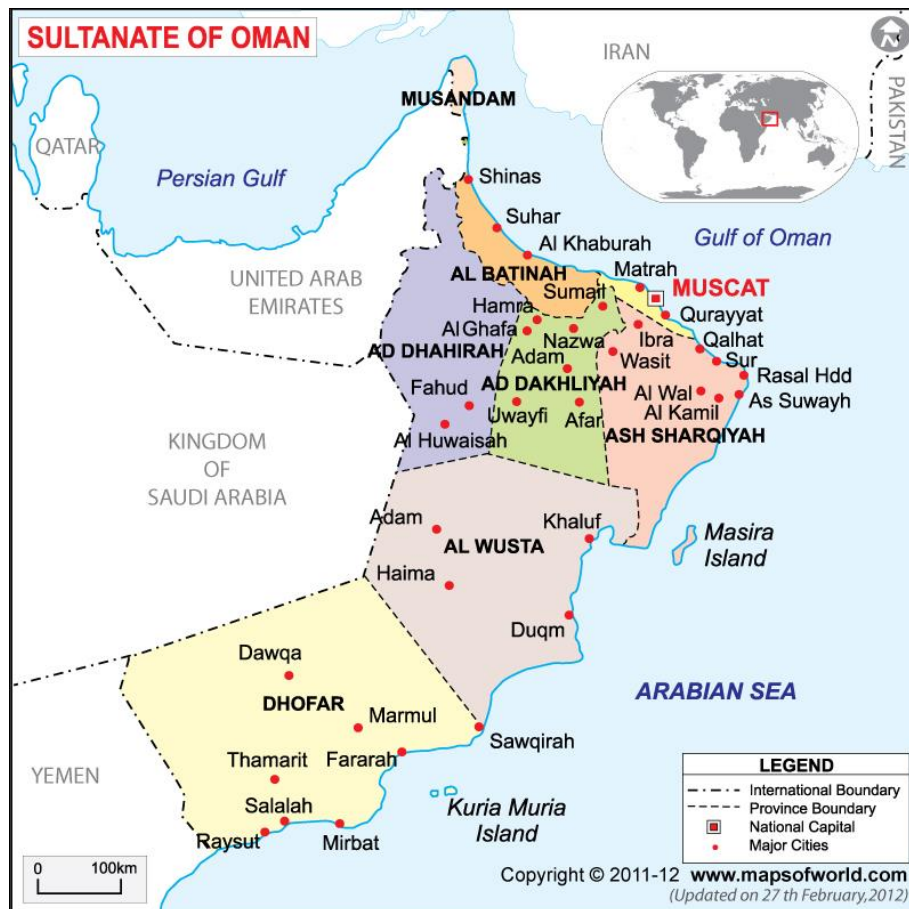 SULTANATE OF OMAN
N
IRAN
PAKISTAN
MUSANDAM
QATAR
Persian Gulf
Shinas
Suhar
Gulf of Oman
Al Khaburah
UNITED ARAB
EMIRATES
AL BATINAH
Matrah
Sumail
MUSCAT
Hamra
Qurayyat
Al Ghafa
Nazwa
Ibra
Qalhat
AD DHAHIRAH
Adam
Wasit
Sur
Rasal Hdd
AD DAKHLIYAH
Fahud
Al Wal
As Suwayh
Uwayfi
Afar
Al Kamil
Al Huwaisah
ASH SHARQIYAH
KINGDOM
OF
SAUDI ARABIA
Adam
Khaluf
Masira
Island
AL WUSTA
Haima
Duqm
Dawqa
ARABIAN SEA
DHOFAR
Marmul
Sawqirah
Thamarit
Fararah
YEMEN
Salalah
Kuria Muria
Island
Raysut
Mirbat
LEGEND
International Boundary
Province Boundary
National Capital
Major Cities
0 100km
Copyright © 2011-12 www.mapsofworld.com
(Updated on 27 th February,2012)